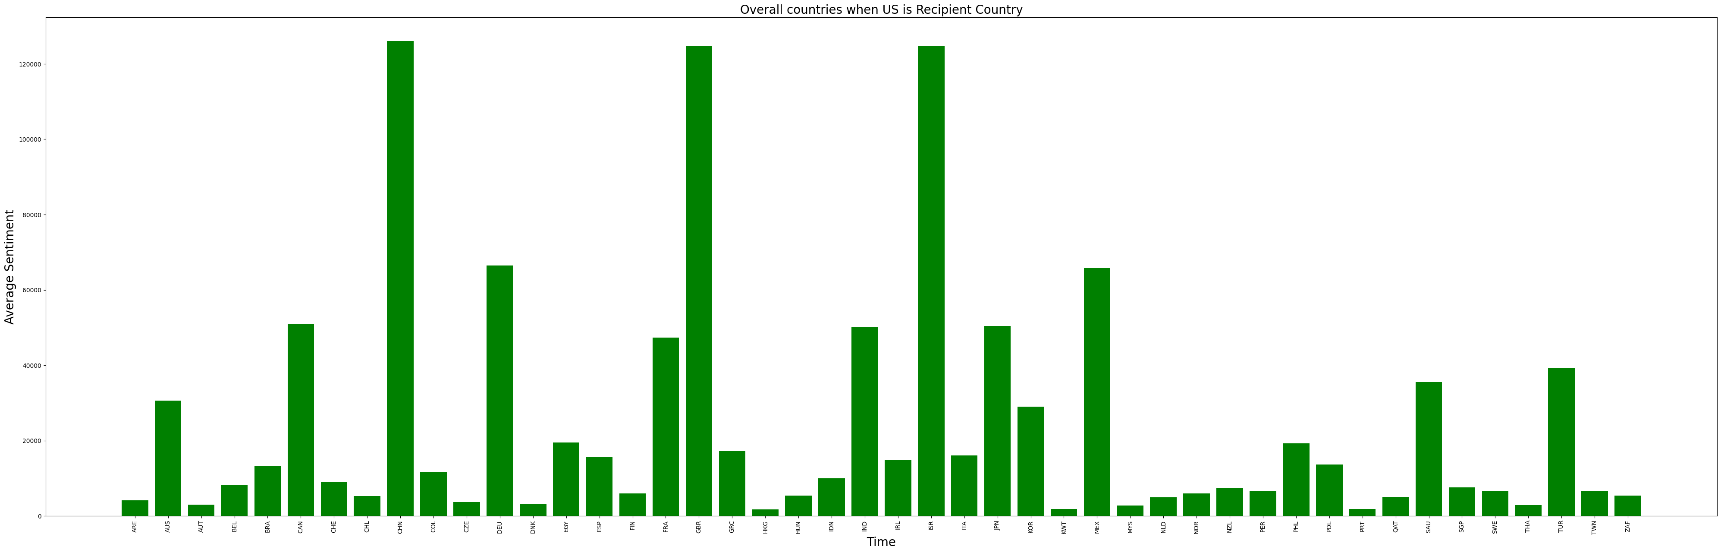 Overall countries when US is Recipient Country
Average Sentiment
120000
100000
80000
60000
40000
20000
0
ARE AUS AUT BEL BRA CAN CHE CHL CHN COL CZE DEU DNK EGY ESP FIN FRA GBR GRC HKG HUN IDN IND IRL ISR ITA JPN KOR KWT MEX MYS NLD NOR NZL PER PHL POL PRT QAT SAU SGP SWE THA TUR TWN ZAF
Time